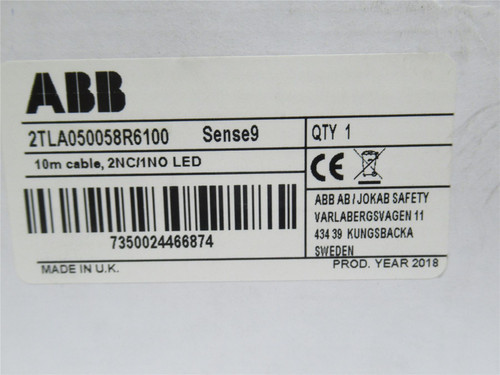 ABB
2TLA050058R6100 Sense9
QTY 1
10m cable, 2NC/1NO LED
CE
7350024466874
ABB AB / JOKAB SAFETY
VARLABERGSVAGEN 11
434 39 KUNGSBACKA
SWEDEN
MADE IN U.K.
PROD. YEAR 2018